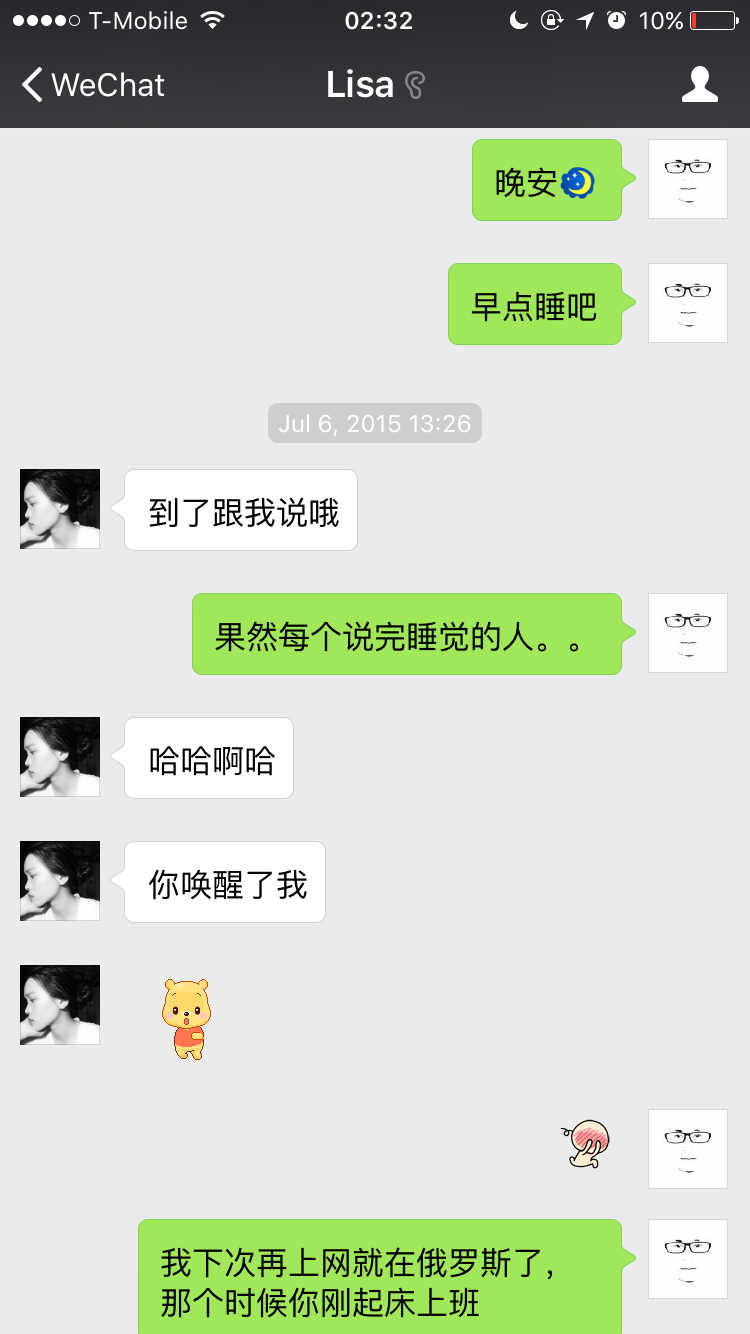 T-Mobile 02:32 10%
WeChat Lisa
晚安
早点睡吧
Jul 6, 2015 13:26
到了跟我说哦
果然每个说完睡觉的人。。
哈哈啊哈
你唤醒了我
我下次再上网就在俄罗斯了，
那个时候你刚起床上班